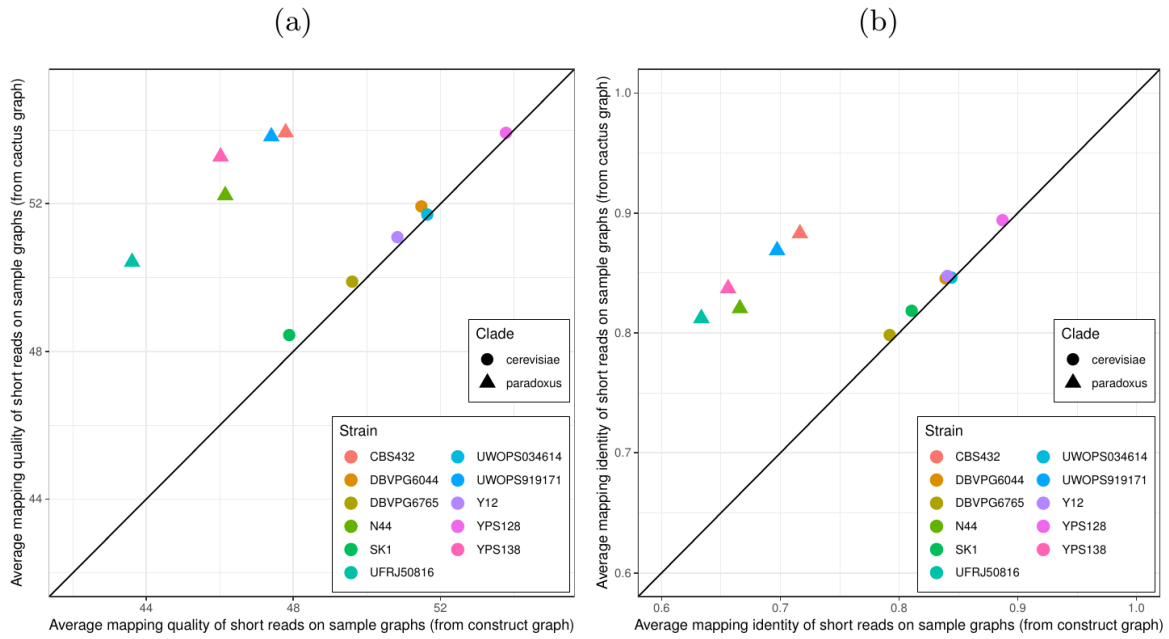 (a)
Average mapping quality of short reads on sample graphs (from cactus graph)
52
48
44
44
48
52
Average mapping quality of short reads on sample graphs (from construct graph)
Clade
cerevisiae
paradoxus
Strain
CBS432
DBVPG6044
DBVPG6765
N44
SK1
UFRJ50816
UWOPS034614
UWOPS919171
Y12
YPS128
YPS138
(b)
Average mapping identity of short reads on sample graphs (from cactus graph)
1.0
0.9
0.8
0.7
0.6
0.6
0.7
0.8
0.9
1.0
Average mapping identity of short reads on sample graphs (from construct graph)
Clade
cerevisiae
paradoxus
Strain
CBS432
DBVPG6044
DBVPG6765
N44
SK1
UFRJ50816
UWOPS034614
UWOPS919171
Y12
YPS128
YPS138